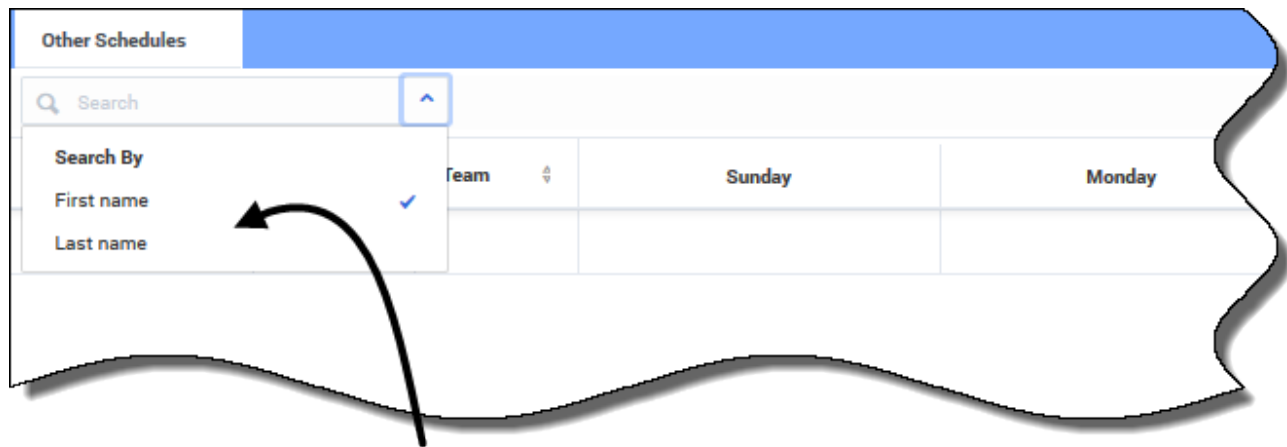 Other Schedules
Search
Search By
First name
Last name
Team Sunday Monday